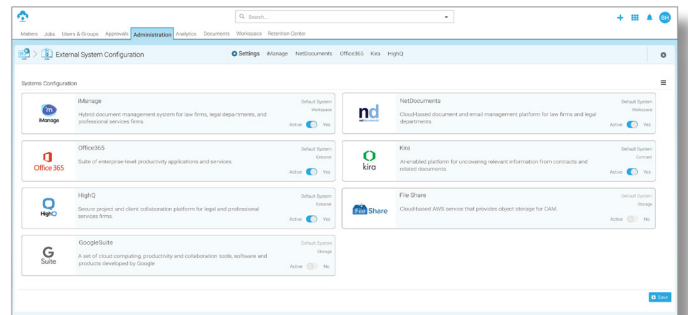 Search...
BH
Matters Jobs Users & Groups Approvals Administration Analytics Documents Workspace Retention Center
External System Configuration
Settings iManage NetDocuments Office365 Kira HighQ
Systems Configuration
iManage
iManage
Hybrid document management system for law firms, legal departments, and
professional services firms.
Default System
Workspace
Active Yes
nd
NetDocuments
Cloud-based document and email management platform for law firms and legal
departments.
Default System
Workspace
Active Yes
Office 365
Office365
Suite of enterprise-level productivity applications and services.
Default System
Extranet
Active Yes
kira
Kira
AI-enabled platform for uncovering relevant information from contracts and
related documents.
Default System
Contract
Active Yes
HighQ
HighQ
Secure project and client collaboration platform for legal and professional
services firms.
Default System
Extranet
Active Yes
File Share
File Share
Cloud-based AWS service that provides object storage for CAM.
Default System
Storage
Active No
G Suite
GoogleSuite
A set of cloud computing, productivity and collaboration tools, software and
products developed by Google
Default System
Storage
Active No
Save